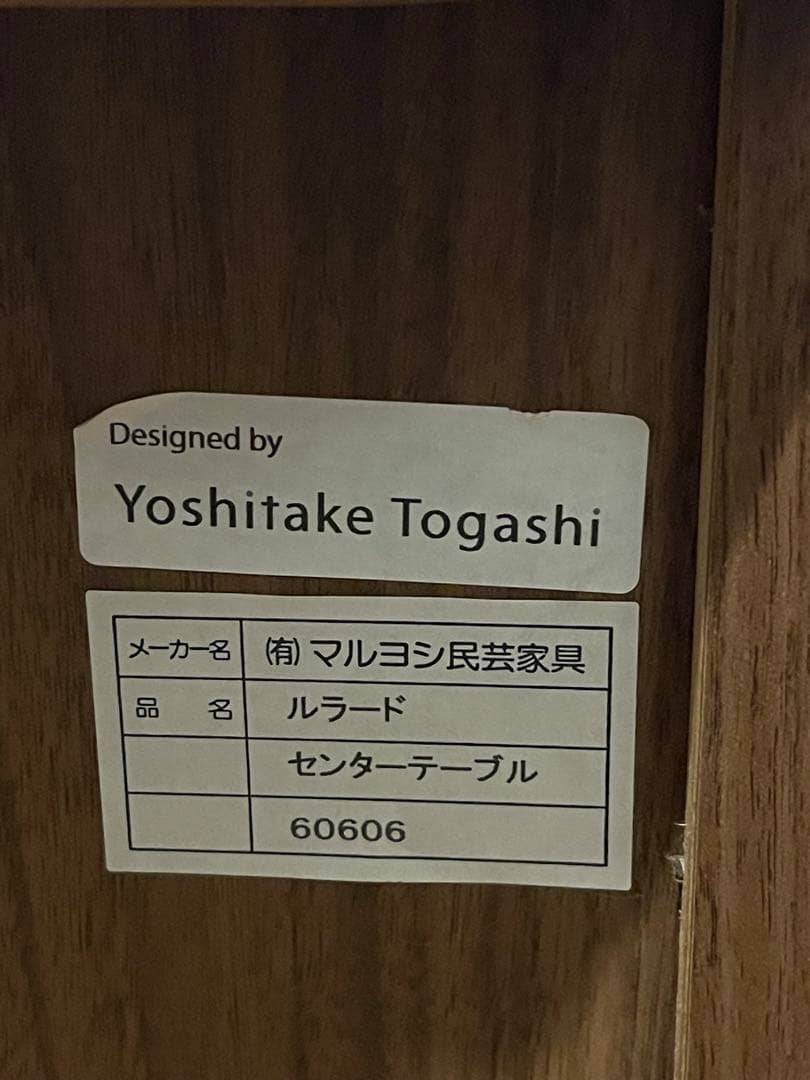 Designed by
Yoshitake Togashi
メーカー名 ㈲マルヨシ民芸家具
品 名 ルラード
センターテーブル
60606